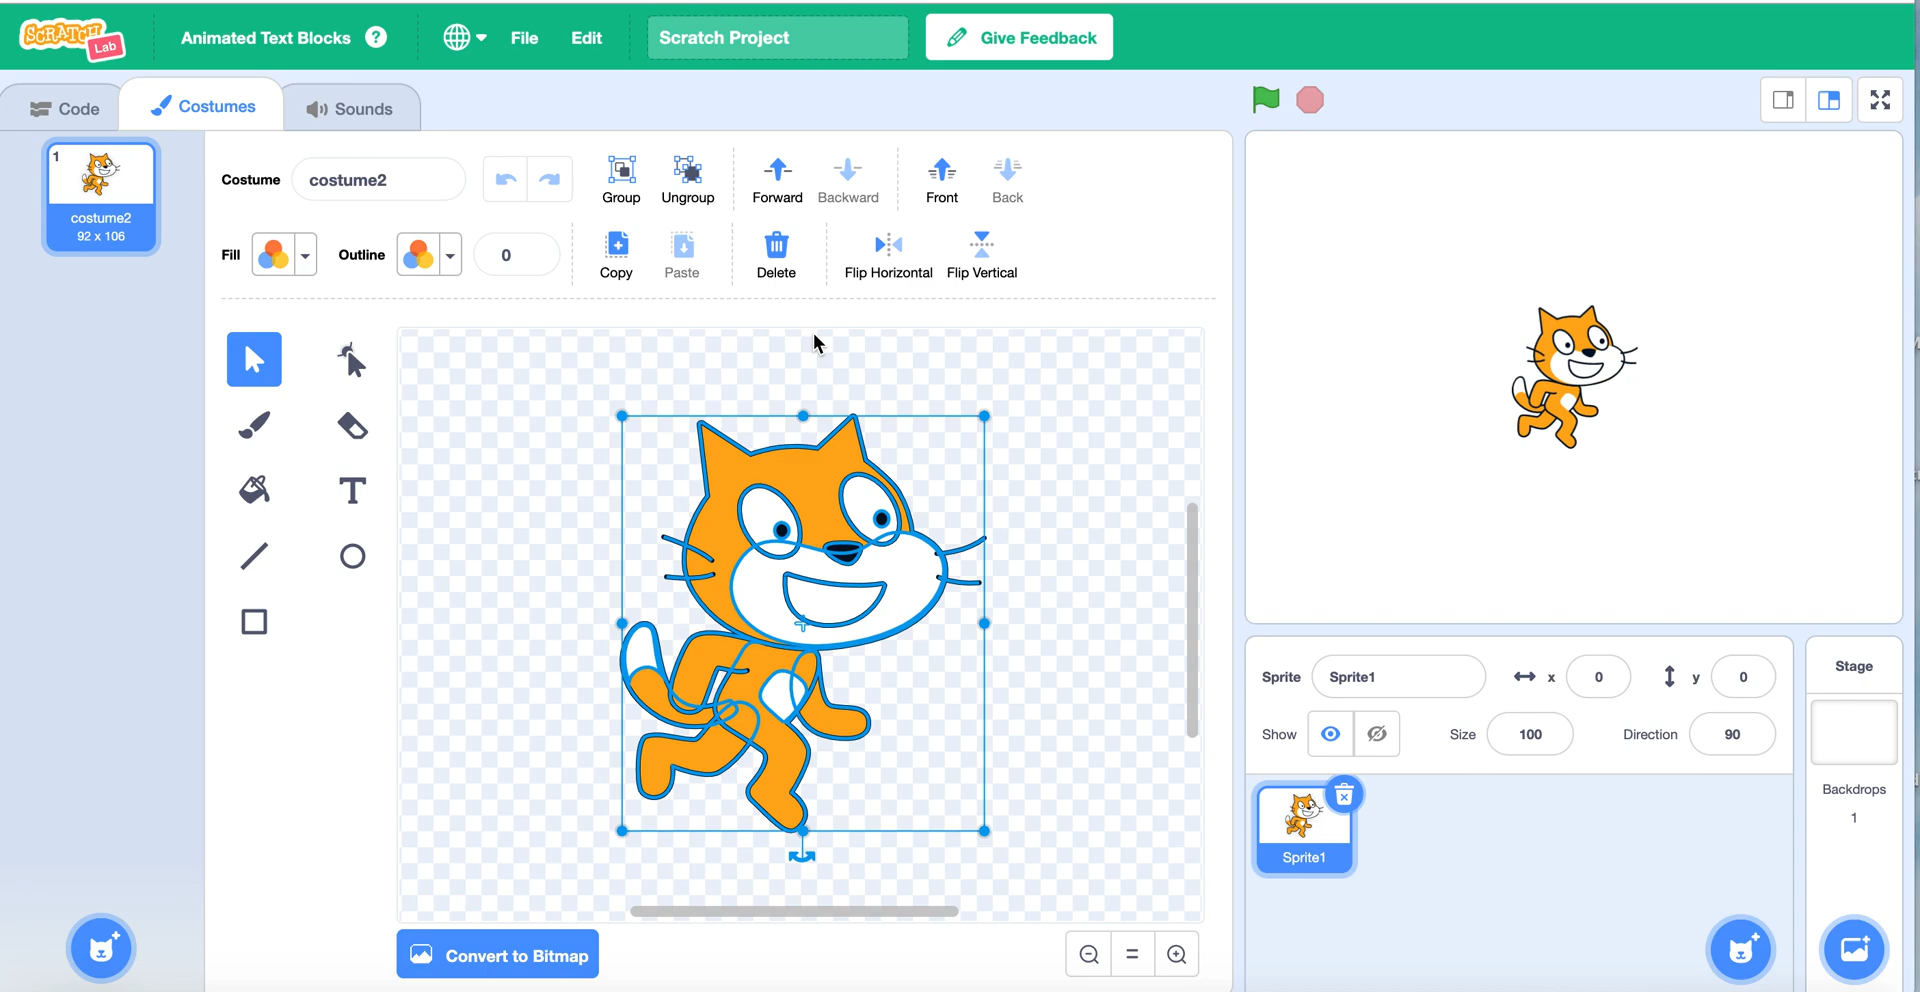 SCRATCH Lab
Animated Text Blocks ?
File
Edit
Scratch Project
Give Feedback
Code
Costumes
Sounds
1
costume2
92 x 106
Costume
costume2
Group
Ungroup
Forward
Backward
Front
Back
Fill
Outline
0
Copy
Paste
Delete
Flip Horizontal
Flip Vertical
T
Convert to Bitmap
Sprite
Sprite1
x
0
y
0
Show
Size
100
Direction
90
Sprite1
Stage
Backdrops
1